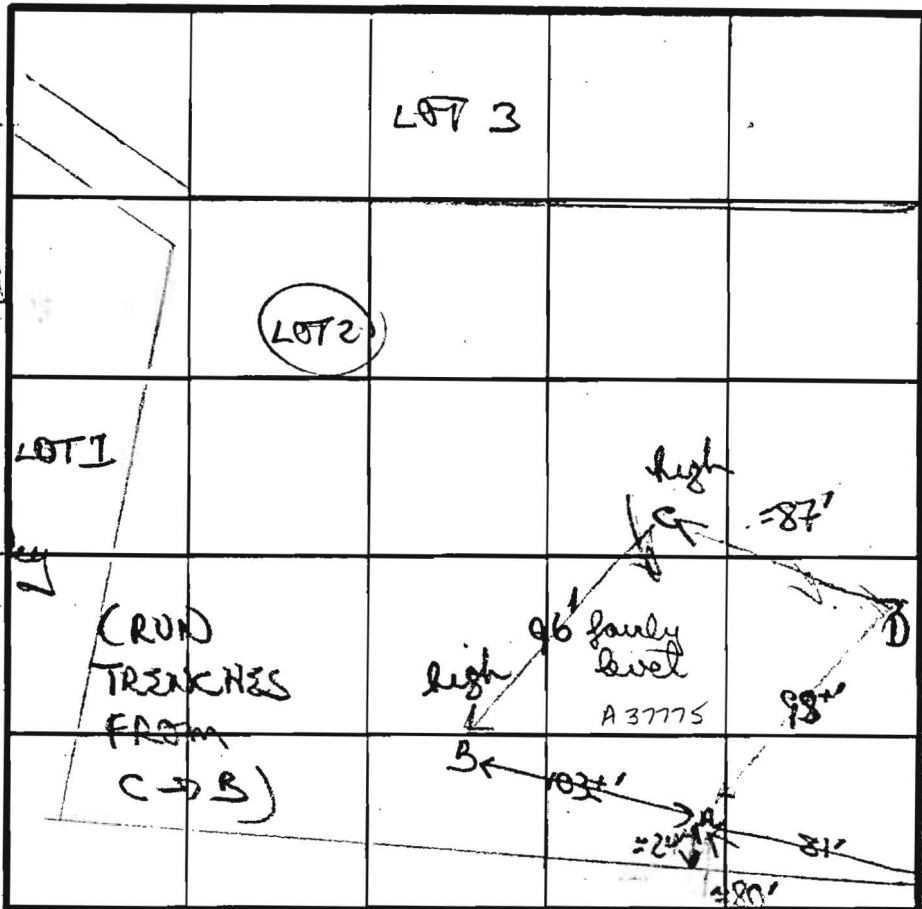 LOT 3
LOT 2
LOT 1
high
C
≈87'
D
(RUN
TRENCHES
FROM
C → B)
96'
fairly
level
high
A 37775
98±'
B
103±'
A
≈24'
81'
≈80'